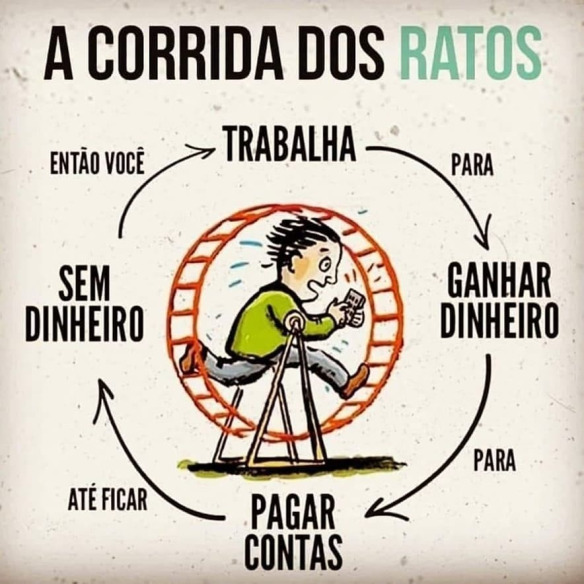 A CORRIDA DOS RATOS
TRABALHA
PARA
GANHAR
DINHEIRO
PARA
PAGAR
CONTAS
ATÉ FICAR
SEM
DINHEIRO
ENTÃO VOCÊ